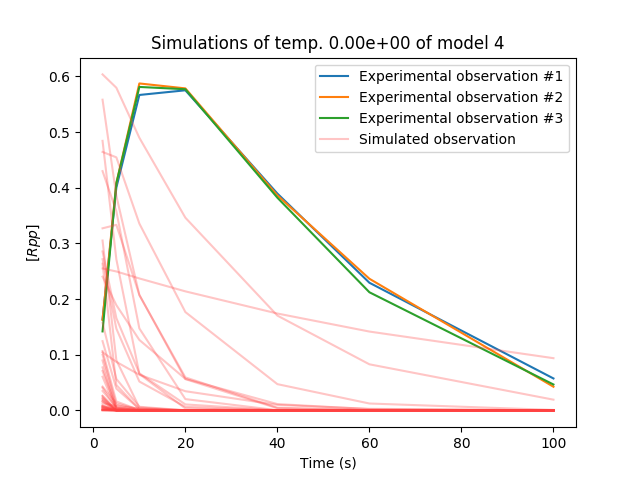 Simulations of temp. 0.00e+00 of model 4
Experimental observation #1
Experimental observation #2
Experimental observation #3
Simulated observation
[Rpp]
0.6
0.5
0.4
0.3
0.2
0.1
0.0
0 20 40 60 80 100
Time (s)